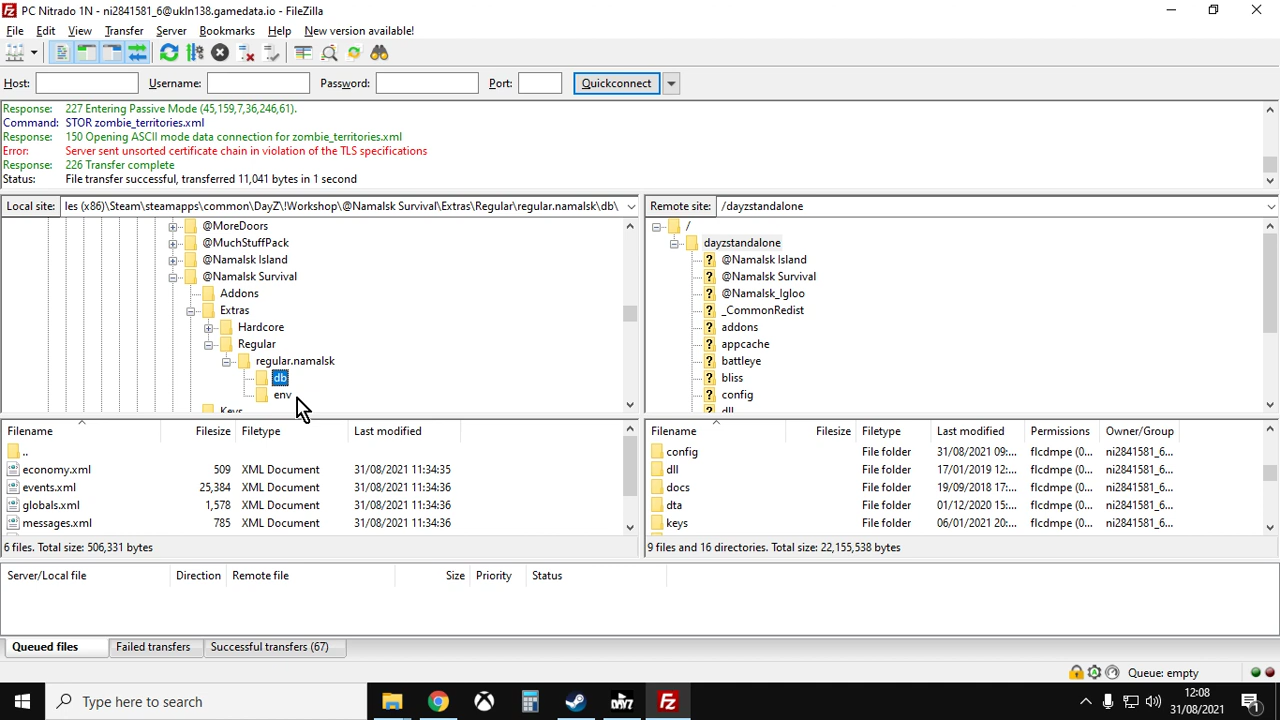 PC Nitrado 1N - ni2841581_6@ukln138.gamedata.io - FileZilla
File Edit View Transfer Server Bookmarks Help New version available!
Host: Username: Password: Port: Quickconnect
Response: 227 Entering Passive Mode (45,159,7,36,246,61).
Command: STOR zombie_territories.xml
Response: 150 Opening ASCII mode data connection for zombie_territories.xml
Error: Server sent unsorted certificate chain in violation of the TLS specifications
Response: 226 Transfer complete
Status: File transfer successful, transferred 11,041 bytes in 1 second
Local site: les (x86)\Steam\steamapps\common\DayZ\!Workshop\@Namalsk Survival\Extras\Regular\regular.namalsk\db\
@MoreDoors
@MuchStuffPack
@Namalsk Island
@Namalsk Survival
Addons
Extras
Hardcore
Regular
regular.namalsk
db
env
Keys
Remote site: /dayzstandalone
/
dayzstandalone
@Namalsk Island
@Namalsk Survival
@Namalsk_Igloo
_CommonRedist
addons
appcache
battleye
bliss
config
dll
Filename Filesize Filetype Last modified
..
economy.xml 509 XML Document 31/08/2021 11:34:35
events.xml 25,384 XML Document 31/08/2021 11:34:36
globals.xml 1,578 XML Document 31/08/2021 11:34:36
messages.xml 785 XML Document 31/08/2021 11:34:36
6 files. Total size: 506,331 bytes
Filename Filesize Filetype Last modified Permissions Owner/Group
config File folder 31/08/2021 09:... flcdmpe (0... ni2841581_6...
dll File folder 17/01/2019 12:... flcdmpe (0... ni2841581_6...
docs File folder 19/09/2018 17:... flcdmpe (0... ni2841581_6...
dta File folder 01/12/2020 15:... flcdmpe (0... ni2841581_6...
keys File folder 06/01/2021 20:... flcdmpe (0... ni2841581_6...
9 files and 16 directories. Total size: 22,155,538 bytes
Server/Local file Direction Remote file Size Priority Status
Queued files Failed transfers Successful transfers (67)
Queue: empty
Type here to search
DAYZ
12:08
31/08/2021
1